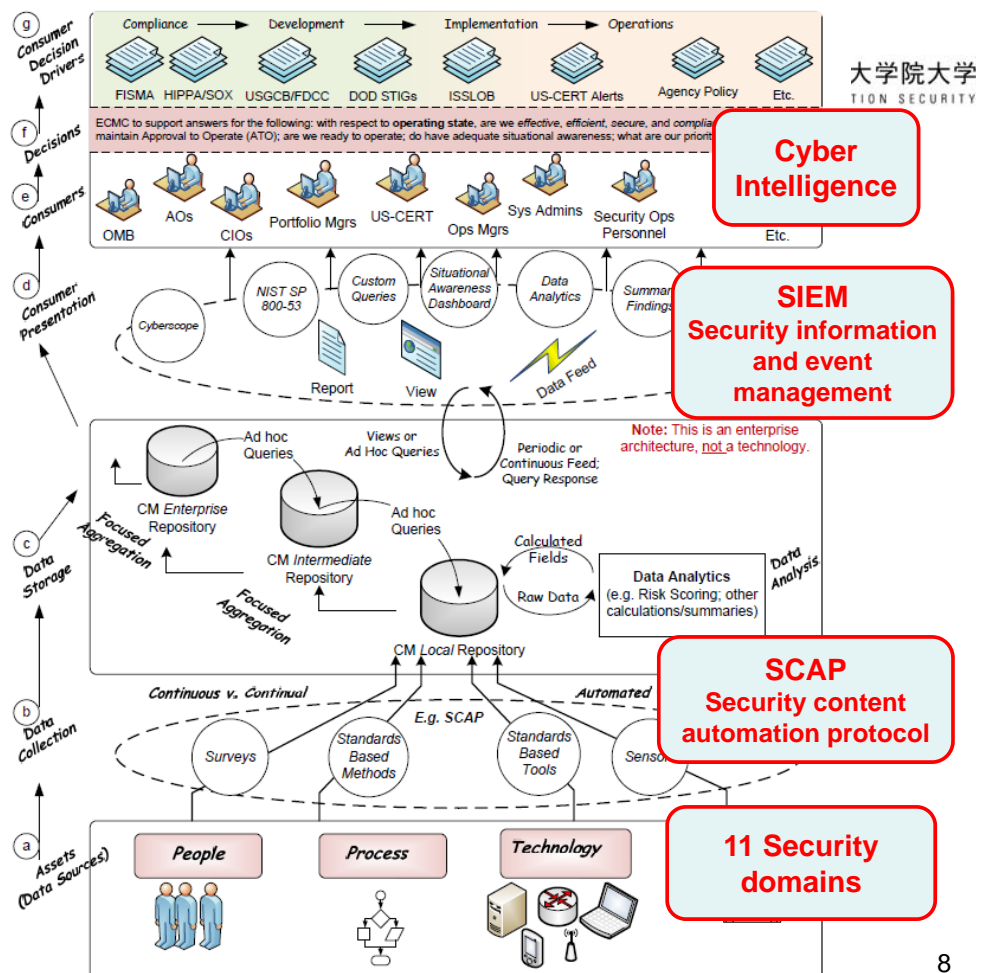 g
Consumer
Decision
Drivers
Compliance
Development
Implementation
Operations
FISMA
HIPPA/SOX
USGCB/FDCC
DOD STIGs
ISSLOB
US-CERT Alerts
Agency Policy
Etc.
大学院大学
TION SECURITY
f
Decisions
ECMC to support answers for the following: with respect to operating state, are we effective, efficient, secure, and
maintain Approval to Operate (ATO); are we ready to operate; do have adequate situational awareness; what are our
Cyber
Intelligence
e
Consumers
OMB
AOs
CIOs
Portfolio Mgrs
US-CERT
Ops Mgrs
Sys Admins
Security Ops
Personnel
Etc.
d
Consumer
Presentation
Cyberscope
NIST SP
800-53
Custom
Queries
Situational
Awareness
Dashboard
Data
Analytics
Findings
Report
View
Data Feed
SIEM
Security information
and event
management
Note: This is an enterprise
architecture, not a technology.
c
Data
Storage
CM Enterprise
Repository
Ad hoc
Queries
Views or
Ad Hoc Queries
Periodic or
Continuous Feed;
Query Response
CM Intermediate
Repository
Ad hoc
Queries
Focused
Aggregation
Focused
Aggregation
CM Local Repository
Calculated
Fields
Raw Data
Data Analytics
(e.g. Risk Scoring; other
calculations/summaries)
Data
Analysis
SCAP
Security content
automation protocol
b
Data
Collection
Continuous vs. Continual
Automated
E.g. SCAP
Surveys
Standards
Based
Methods
Standards
Based
Tools
a
Assets
(Data Sources)
People
Process
Technology
11 Security
domains
8